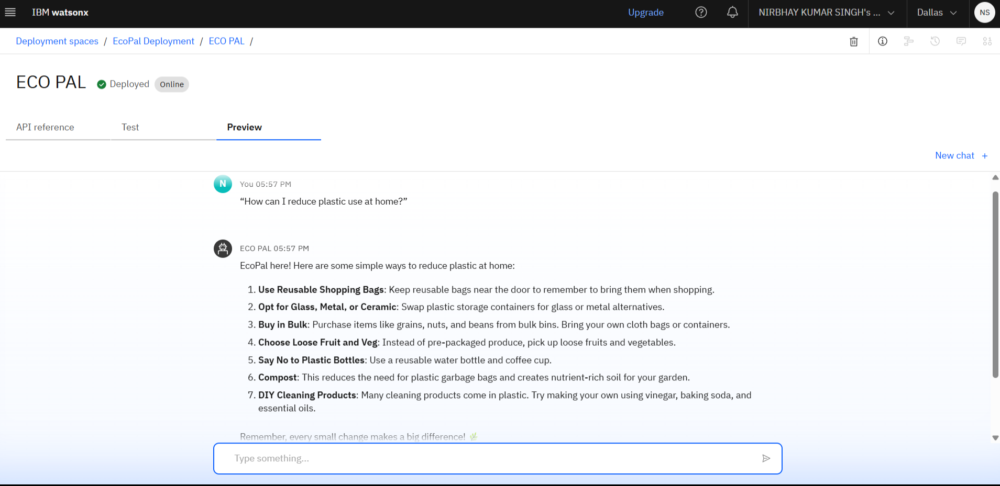 IBM watsonx
Upgrade
NIRBHAY KUMAR SINGH's ...
Dallas
NS
Deployment spaces / EcoPal Deployment / ECO PAL /
ECO PAL
Deployed
Online
API reference
Test
Preview
New chat +
N
You 05:57 PM
“How can I reduce plastic use at home?”
ECO PAL 05:57 PM
EcoPal here! Here are some simple ways to reduce plastic at home:
1. Use Reusable Shopping Bags: Keep reusable bags near the door to remember to bring them when shopping.
2. Opt for Glass, Metal, or Ceramic: Swap plastic storage containers for glass or metal alternatives.
3. Buy in Bulk: Purchase items like grains, nuts, and beans from bulk bins. Bring your own cloth bags or containers.
4. Choose Loose Fruit and Veg: Instead of pre-packaged produce, pick up loose fruits and vegetables.
5. Say No to Plastic Bottles: Use a reusable water bottle and coffee cup.
6. Compost: This reduces the need for plastic garbage bags and creates nutrient-rich soil for your garden.
7. DIY Cleaning Products: Many cleaning products come in plastic. Try making your own using vinegar, baking soda, and
essential oils.
Remember, every small change makes a big difference! 🌿
Type something...